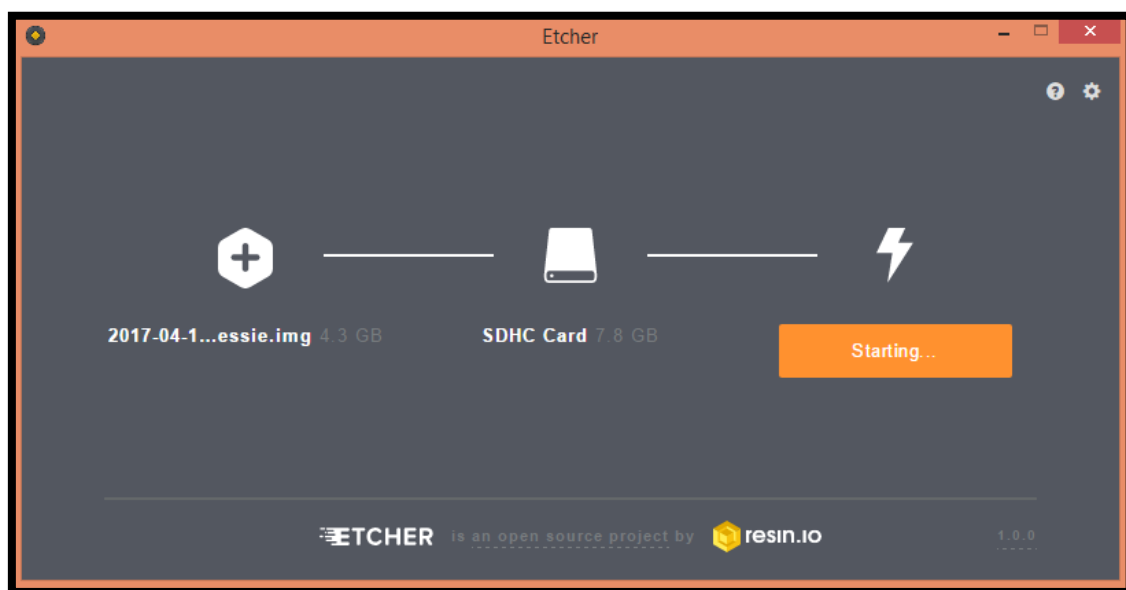 Etcher
2017-04-1...essie.img 4.3 GB
SDHC Card 7.8 GB
Starting...
ETCHER is an open source project by resin.io
1.0.0